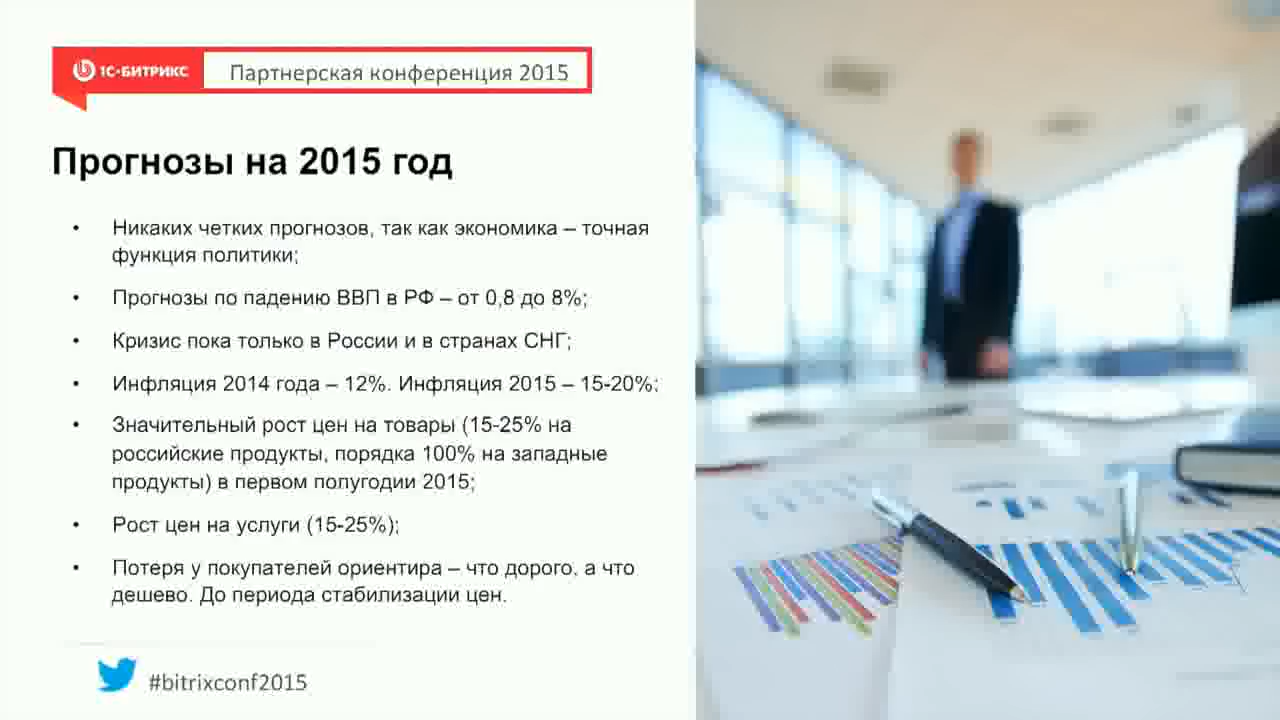 1С-БИТРИКС Партнерская конференция 2015
Прогнозы на 2015 год
• Никаких четких прогнозов, так как экономика – точная
функция политики;
• Прогнозы по падению ВВП в РФ – от 0,8 до 8%;
• Кризис пока только в России и в странах СНГ;
• Инфляция 2014 года – 12%. Инфляция 2015 – 15-20%;
• Значительный рост цен на товары (15-25% на
российские продукты, порядка 100% на западные
продукты) в первом полугодии 2015;
• Рост цен на услуги (15-25%);
• Потеря у покупателей ориентира – что дорого, а что
дешево. До периода стабилизации цен.
#bitrixconf2015